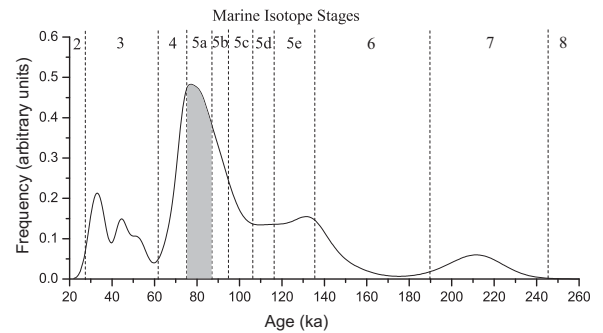 Marine Isotope Stages
2 3 4 5a 5b 5c 5d 5e 6 7 8
Frequency (arbitrary units)
0.6
0.5
0.4
0.3
0.2
0.1
0.0
20 40 60 80 100 120 140 160 180 200 220 240 260
Age (ka)